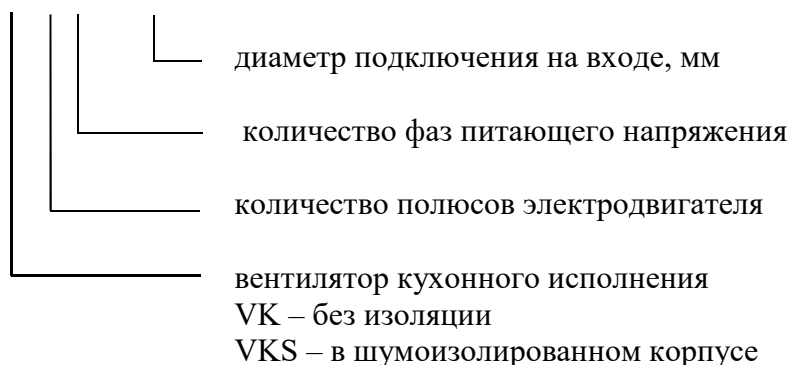 диаметр подключения на входе, мм
количество фаз питающего напряжения
количество полюсов электродвигателя
вентилятор кухонного исполнения
VK – без изоляции
VKS – в шумоизолированном корпусе